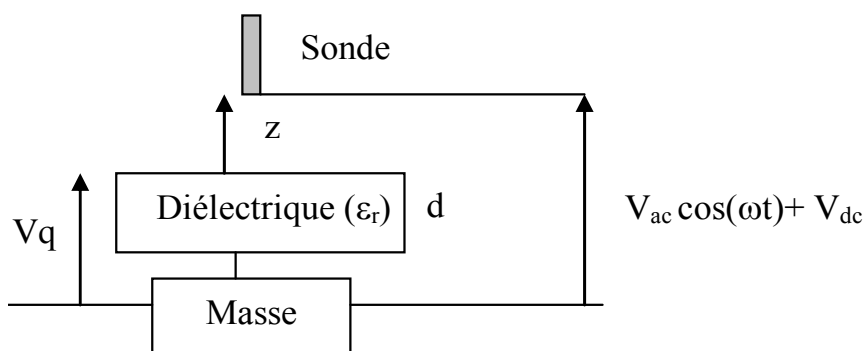 Sonde
z
Diélectrique (εr)
d
Vq
Vac cos(ωt)+ Vdc
Masse